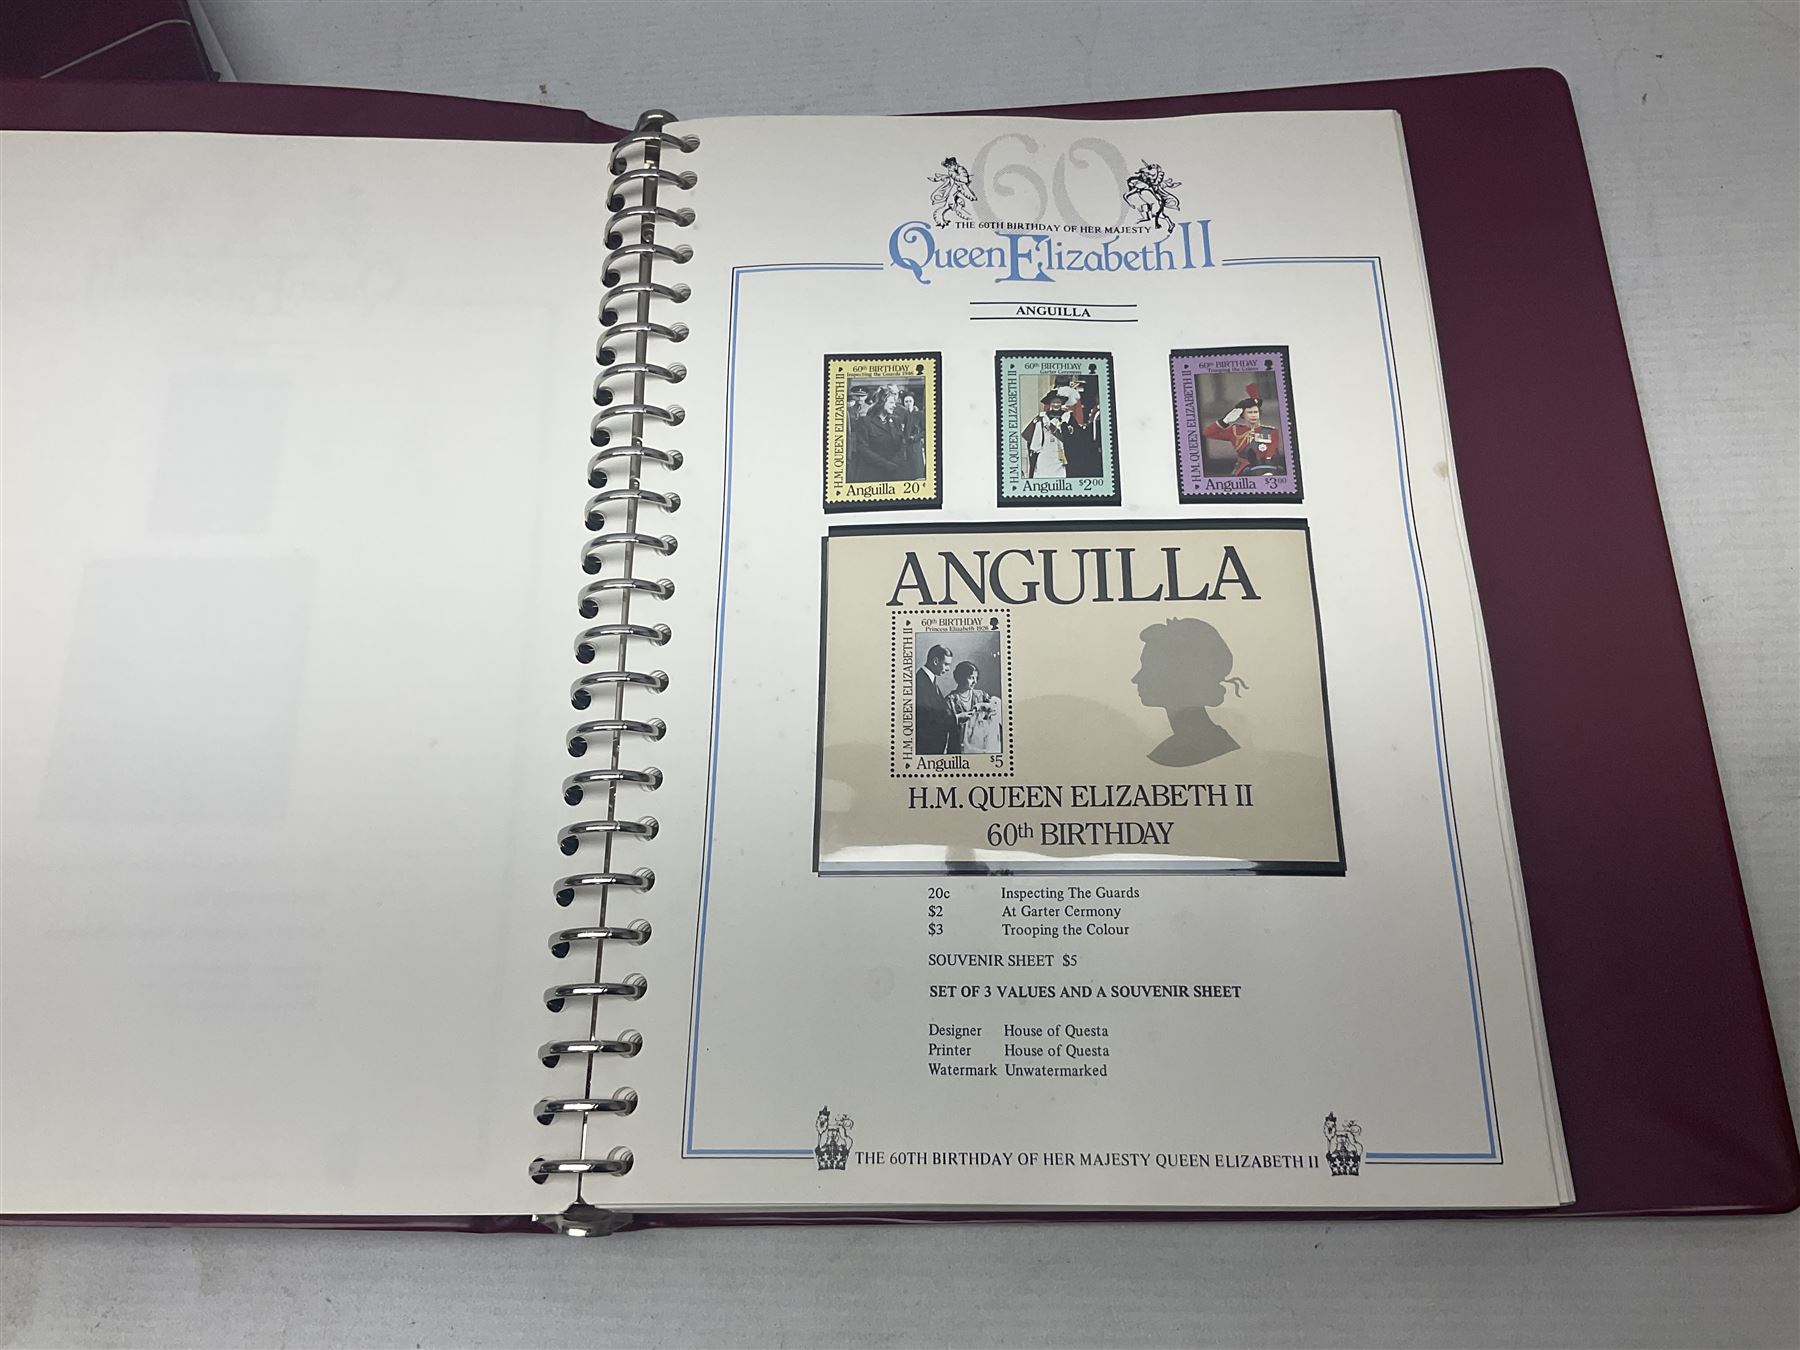 60
THE 60TH BIRTHDAY OF HER MAJESTY
Queen Elizabeth II
ANGUILLA
60th BIRTHDAY
Inspecting the Guards 1946
H.M. QUEEN ELIZABETH II
Anguilla 20¢
60th BIRTHDAY
Garter Ceremony
H.M. QUEEN ELIZABETH II
Anguilla $2.00
60th BIRTHDAY
Trooping the Colour
H.M. QUEEN ELIZABETH II
Anguilla $3.00
ANGUILLA
60th BIRTHDAY
Princess Elizabeth 1926
H.M. QUEEN ELIZABETH II
Anguilla $5
H.M. QUEEN ELIZABETH II
60th BIRTHDAY
20c Inspecting The Guards
$2 At Garter Cermony
$3 Trooping the Colour
SOUVENIR SHEET $5
SET OF 3 VALUES AND A SOUVENIR SHEET
Designer House of Questa
Printer House of Questa
Watermark Unwatermarked
THE 60TH BIRTHDAY OF HER MAJESTY QUEEN ELIZABETH II